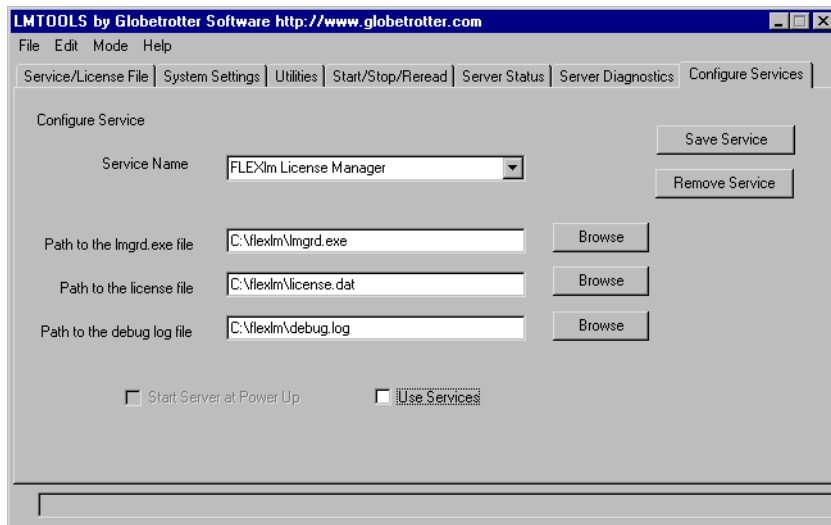 LMTOOLS by Globetrotter Software http://www.globetrotter.com
File Edit Mode Help
Service/License File System Settings Utilities Start/Stop/Reread Server Status Server Diagnostics Configure Services
Configure Service
Save Service
Service Name FLEXlm License Manager
Remove Service
Path to the lmgrd.exe file C:\flexlm\lmgrd.exe Browse
Path to the license file C:\flexlm\license.dat Browse
Path to the debug log file C:\flexlm\debug.log Browse
Start Server at Power Up Use Services